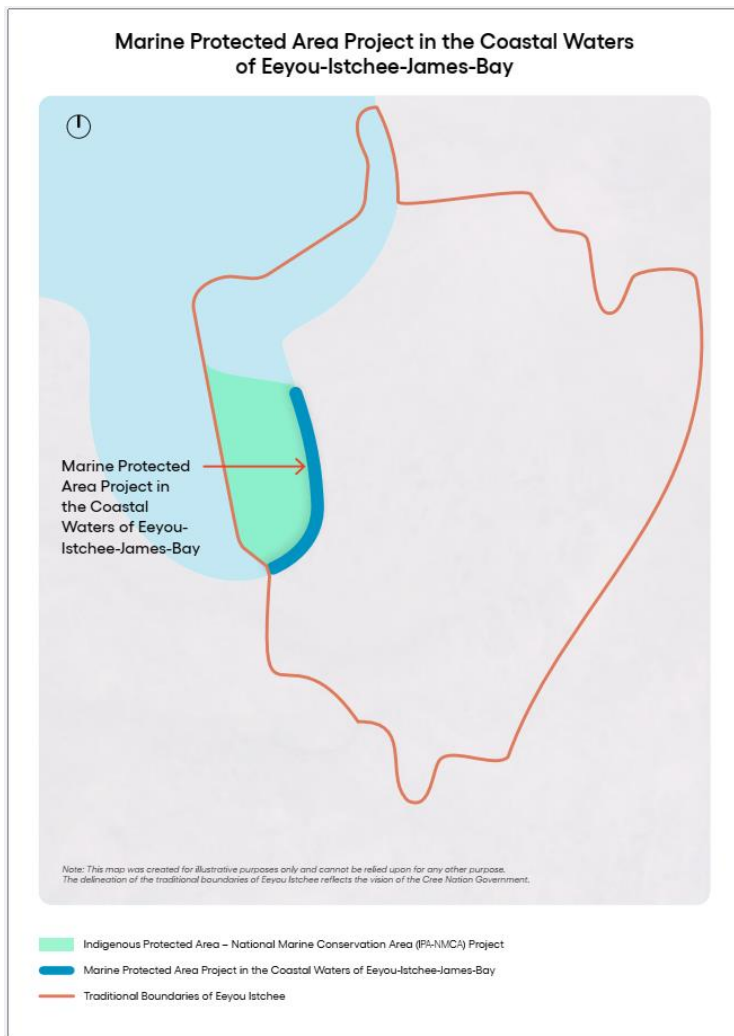 Marine Protected Area Project in the Coastal Waters
of Eeyou-Istchee-James-Bay
Marine Protected
Area Project in
the Coastal
Waters of Eeyou-
Istchee-James-Bay
Note: This map was created for illustrative purposes only and cannot be relied upon for any other purpose.
The delineation of the traditional boundaries of Eeyou Istchee reflects the vision of the Cree Nation Government.
Indigenous Protected Area – National Marine Conservation Area (IPA-NMCA) Project
Marine Protected Area Project in the Coastal Waters of Eeyou-Istchee-James-Bay
Traditional Boundaries of Eeyou Istchee